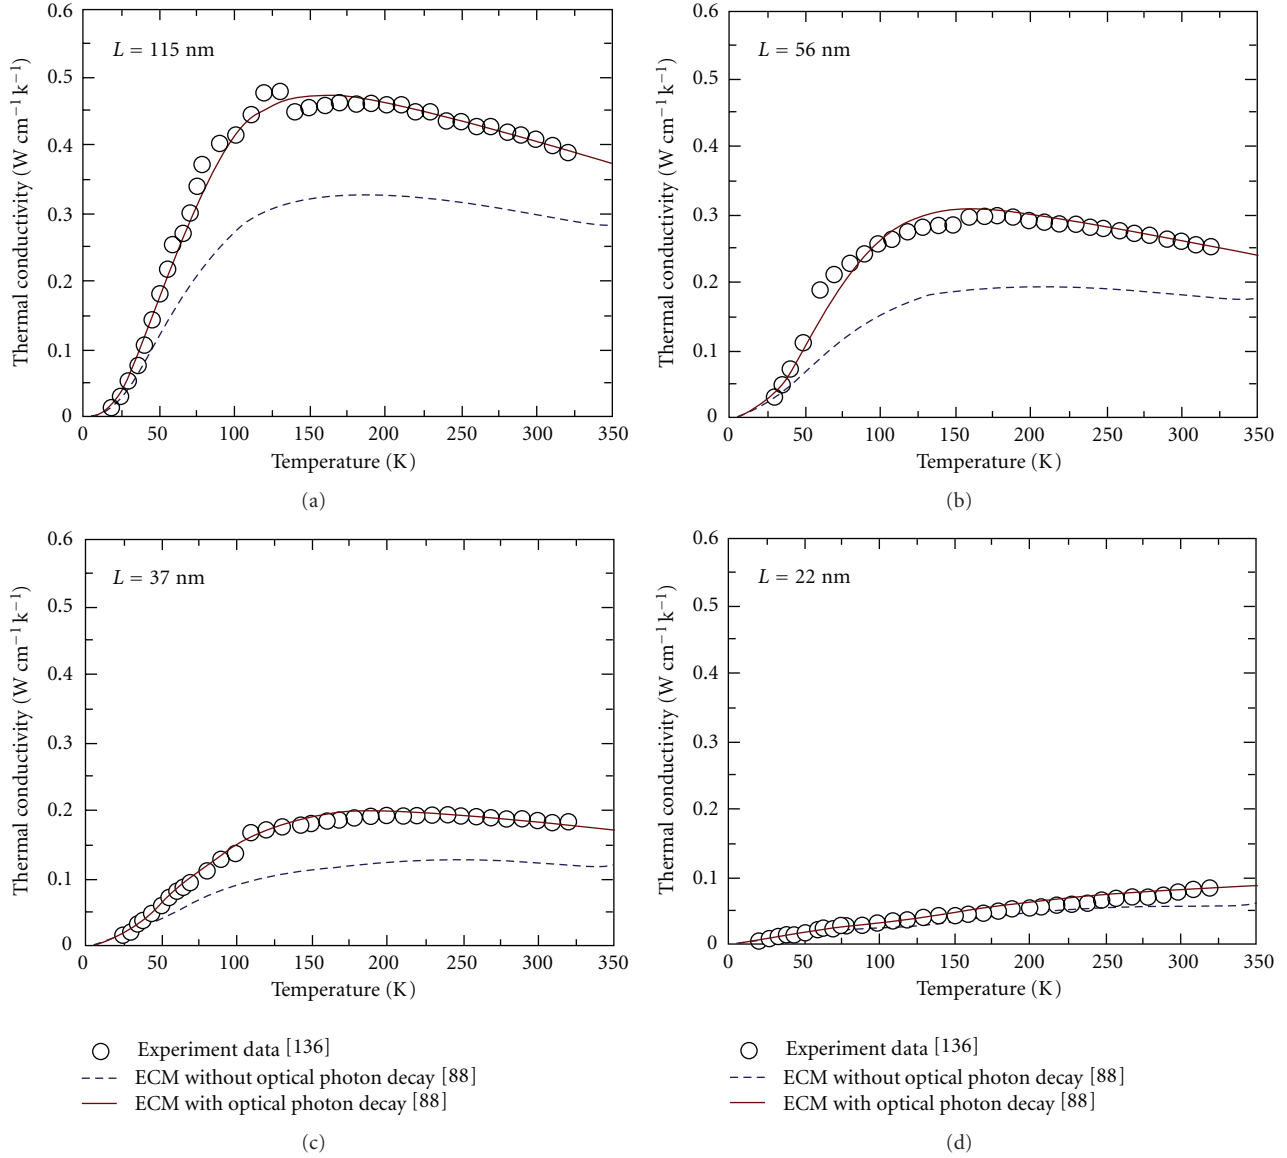 L = 115 nm
Thermal conductivity (W cm⁻¹ k⁻¹)
0.6
0.5
0.4
0.3
0.2
0.1
0
0 50 100 150 200 250 300 350
Temperature (K)
(a)
L = 56 nm
Thermal conductivity (W cm⁻¹ k⁻¹)
0.6
0.5
0.4
0.3
0.2
0.1
0
0 50 100 150 200 250 300 350
Temperature (K)
(b)
L = 37 nm
Thermal conductivity (W cm⁻¹ k⁻¹)
0.6
0.5
0.4
0.3
0.2
0.1
0
0 50 100 150 200 250 300 350
Temperature (K)
Experiment data [136]
ECM without optical photon decay [88]
ECM with optical photon decay [88]
(c)
L = 22 nm
Thermal conductivity (W cm⁻¹ k⁻¹)
0.6
0.5
0.4
0.3
0.2
0.1
0
0 50 100 150 200 250 300 350
Temperature (K)
Experiment data [136]
ECM without optical photon decay [88]
ECM with optical photon decay [88]
(d)